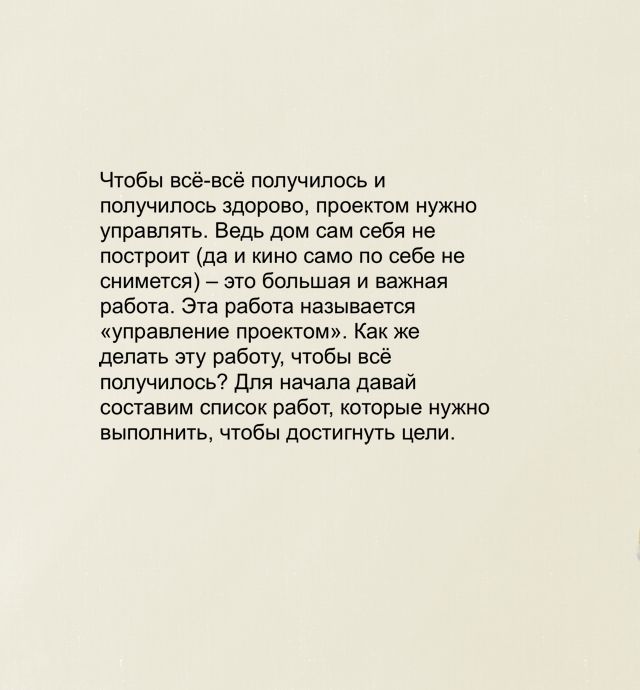 Чтобы всё-всё получилось и
получилось здорово, проектом нужно
управлять. Ведь дом сам себя не
построит (да и кино само по себе не
снимется) – это большая и важная
работа. Эта работа называется
«управление проектом». Как же
делать эту работу, чтобы всё
получилось? Для начала давай
составим список работ, которые нужно
выполнить, чтобы достигнуть цели.